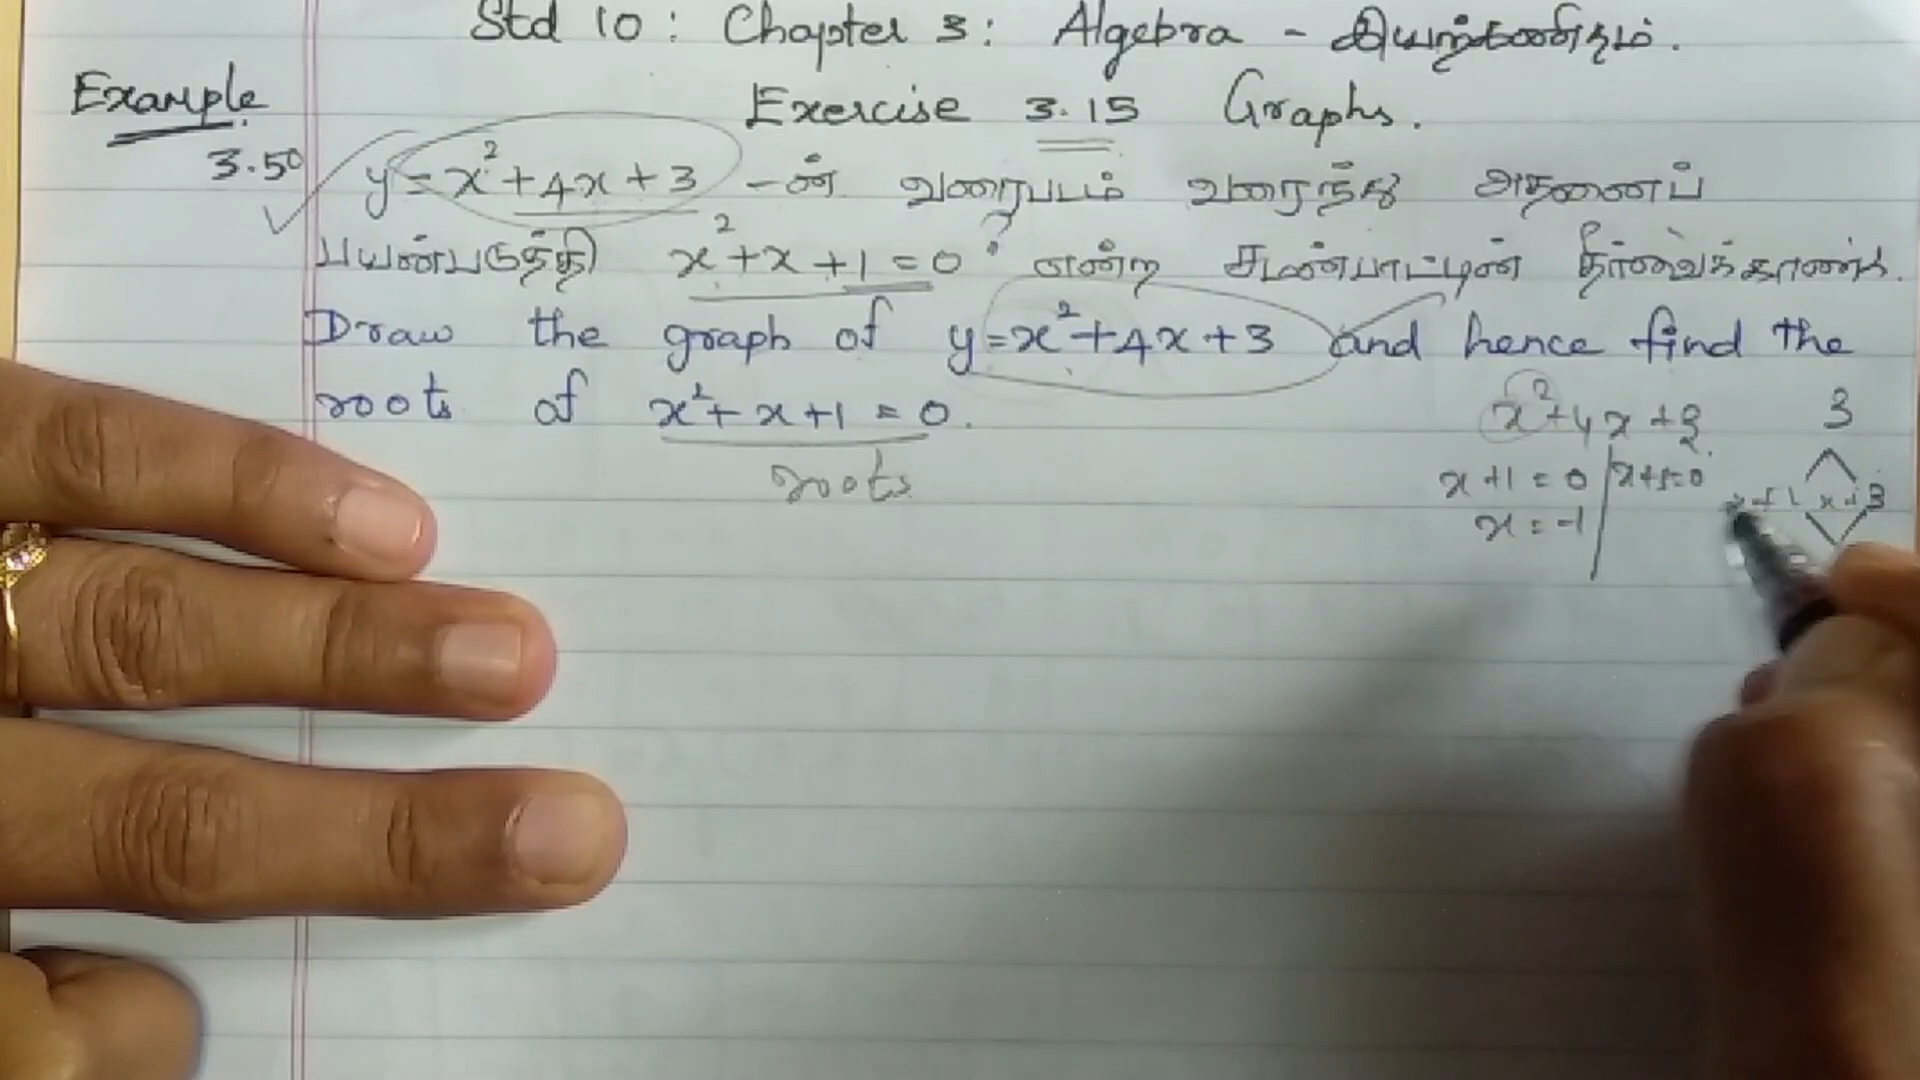 Std 10 : Chapter 3 : Algebra - இயற்கணிதம்.
Example
Exercise 3.15 Graphs.
3.50
y=x²+4x+3 -ன் வரைபடம் வரைந்து அதனைப்
பயன்படுத்தி x²+x+1=0 என்ற சமன்பாட்டின் தீர்வைக்காண்க.
Draw the graph of y=x²+4x+3 and hence find the
roots of x²+x+1=0.
x²+4x+3 3
roots
x+1=0
x+1 x+3
x=-1